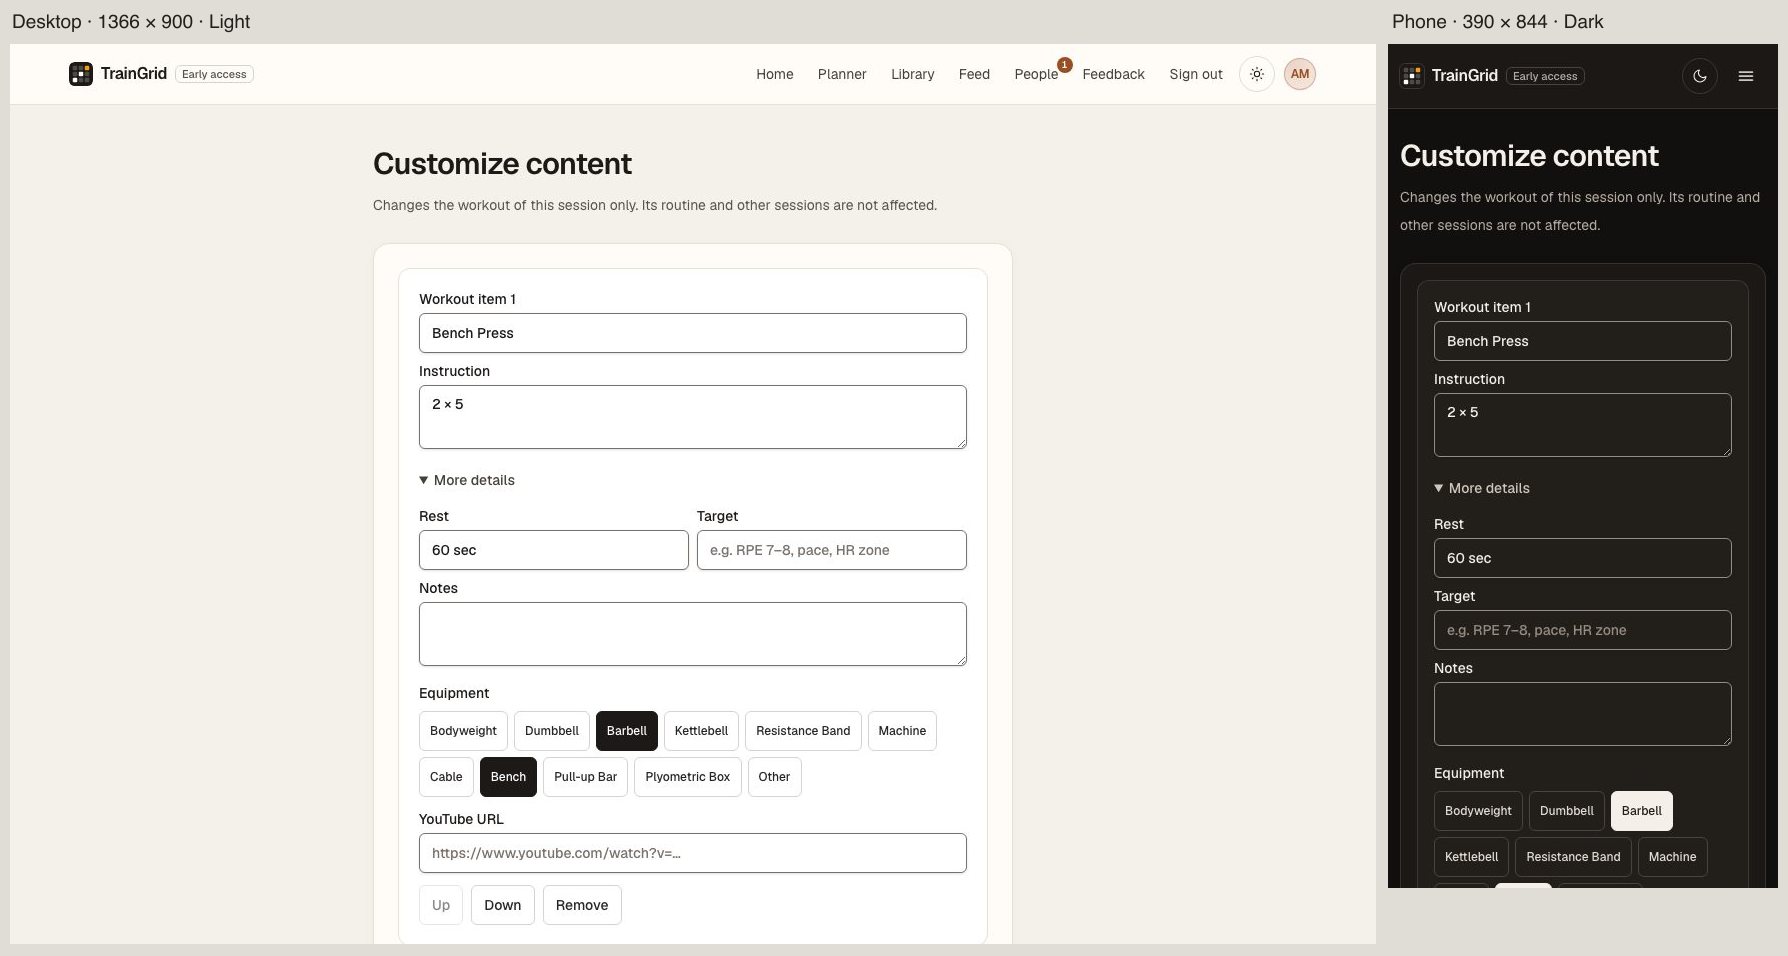 Desktop · 1366 × 900 · Light
TrainGrid Early access
Home Planner Library Feed People 1 Feedback Sign out AM
Customize content
Changes the workout of this session only. Its routine and other sessions are not affected.
Workout item 1
Bench Press
Instruction
2 × 5
▼ More details
Rest Target
60 sec e.g. RPE 7–8, pace, HR zone
Notes
Equipment
Bodyweight Dumbbell Barbell Kettlebell Resistance Band Machine
Cable Bench Pull-up Bar Plyometric Box Other
YouTube URL
https://www.youtube.com/watch?v=…
Up Down Remove
Phone · 390 × 844 · Dark
TrainGrid Early access
Customize content
Changes the workout of this session only. Its routine and
other sessions are not affected.
Workout item 1
Bench Press
Instruction
2 × 5
▼ More details
Rest
60 sec
Target
e.g. RPE 7–8, pace, HR zone
Notes
Equipment
Bodyweight Dumbbell Barbell
Kettlebell Resistance Band Machine